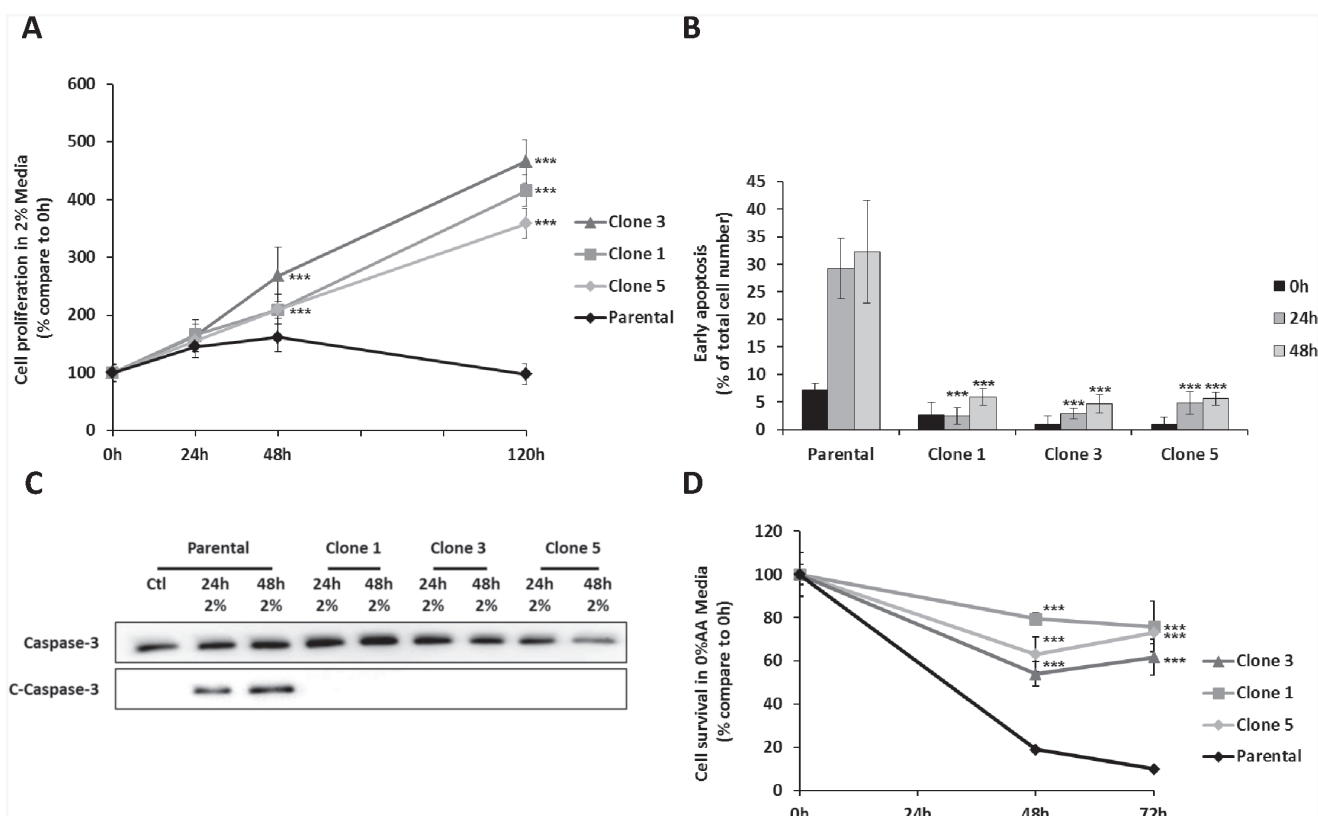 A
Cell proliferation in 2% Media
(% compare to 0h)
600
500
400
300
200
100
0
0h 24h 48h 120h
***
***
***
***
***
Clone 3
Clone 1
Clone 5
Parental
B
Early apoptosis
(% of total cell number)
45
40
35
30
25
20
15
10
5
0
*** *** *** *** *** ***
Parental Clone 1 Clone 3 Clone 5
0h
24h
48h
C
Parental Clone 1 Clone 3 Clone 5
Ctl 24h 48h 24h 48h 24h 48h 24h 48h
2% 2% 2% 2% 2% 2% 2% 2%
Caspase-3
C-Caspase-3
D
Cell survival in 0%AA Media
(% compare to 0h)
120
100
80
60
40
20
0
0h 24h 48h 72h
***
***
***
***
***
***
Clone 3
Clone 1
Clone 5
Parental